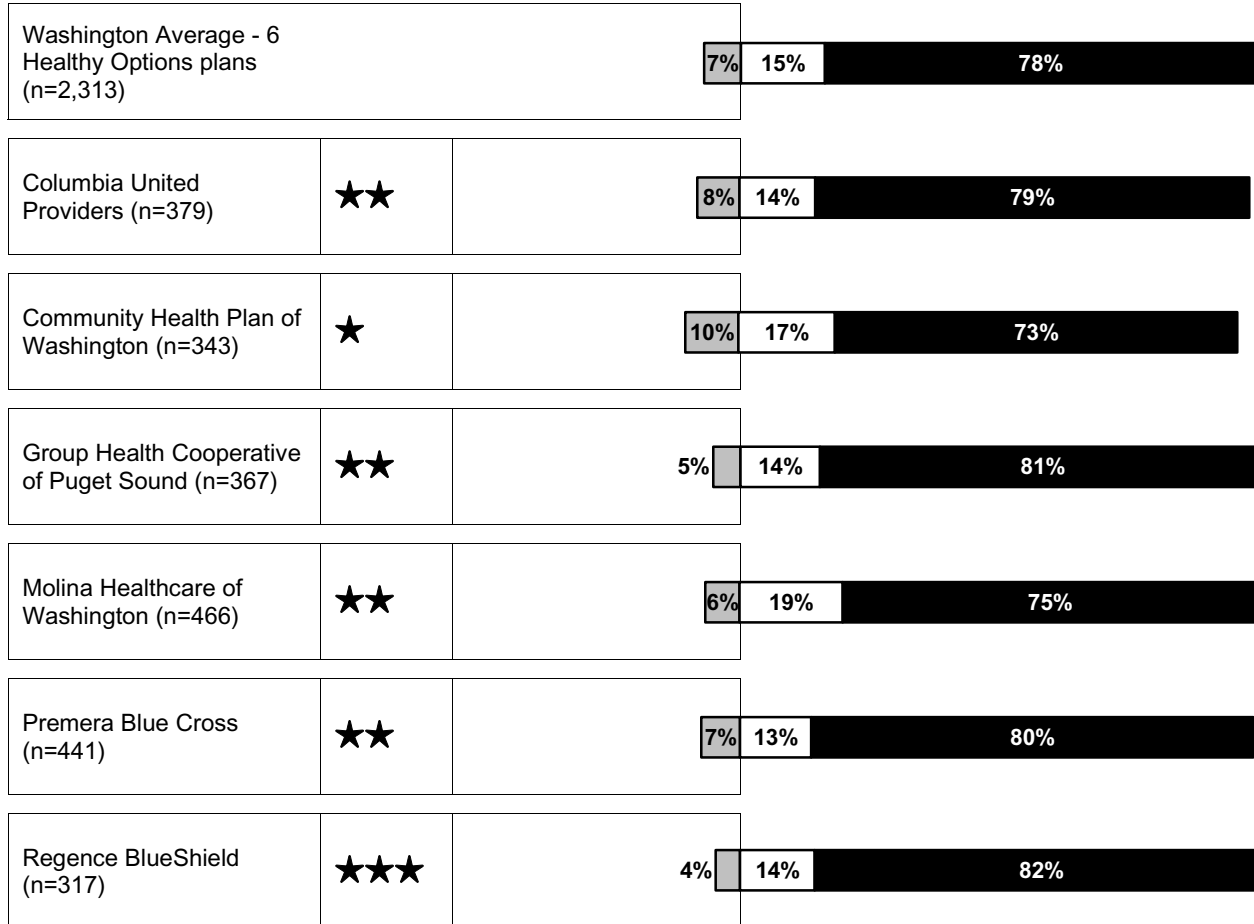 Washington Average - 6
Healthy Options plans
(n=2,313)
7% 15% 78%
Columbia United
Providers (n=379)
★★
8% 14% 79%
Community Health Plan of
Washington (n=343)
★
10% 17% 73%
Group Health Cooperative
of Puget Sound (n=367)
★★
5% 14% 81%
Molina Healthcare of
Washington (n=466)
★★
6% 19% 75%
Premera Blue Cross
(n=441)
★★
7% 13% 80%
Regence BlueShield
(n=317)
★★★
4% 14% 82%